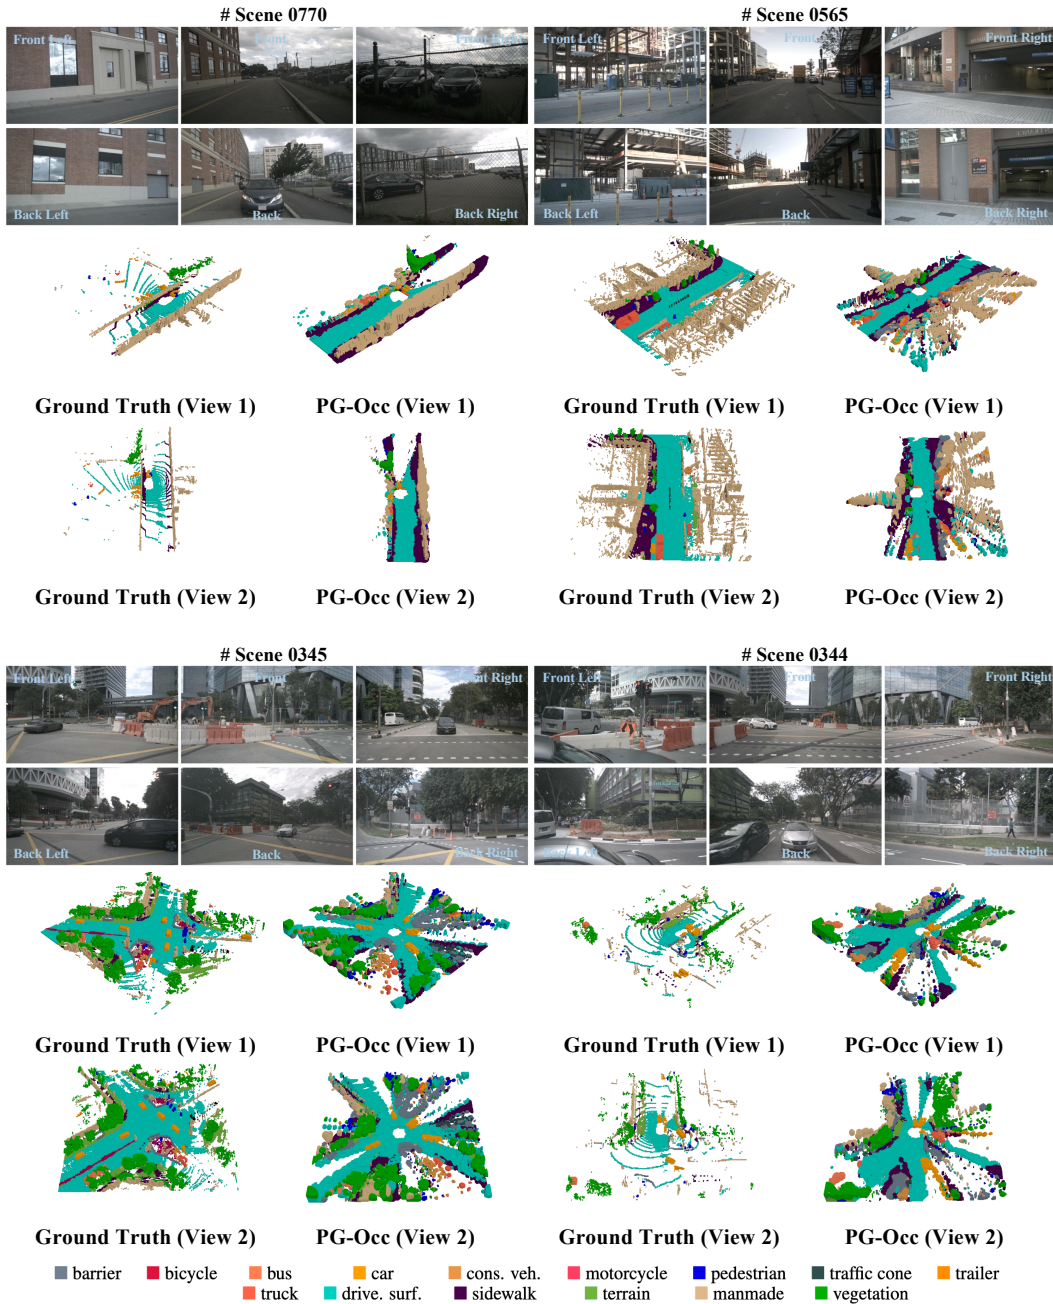 # Scene 0770
# Scene 0565
Front Left
Front
Front Right
Front Left
Front
Front Right
Back Left
Back
Back Right
Back Left
Back
Back Right
Ground Truth (View 1)
PG-Occ (View 1)
Ground Truth (View 1)
PG-Occ (View 1)
Ground Truth (View 2)
PG-Occ (View 2)
Ground Truth (View 2)
PG-Occ (View 2)
# Scene 0345
# Scene 0344
Front Left
Front
Front Right
Front Left
Front
Front Right
Back Left
Back
Back Right
Back Left
Back
Back Right
Ground Truth (View 1)
PG-Occ (View 1)
Ground Truth (View 1)
PG-Occ (View 1)
Ground Truth (View 2)
PG-Occ (View 2)
Ground Truth (View 2)
PG-Occ (View 2)
barrier bicycle bus car cons. veh. motorcycle pedestrian traffic cone trailer
truck drive. surf. sidewalk terrain manmade vegetation